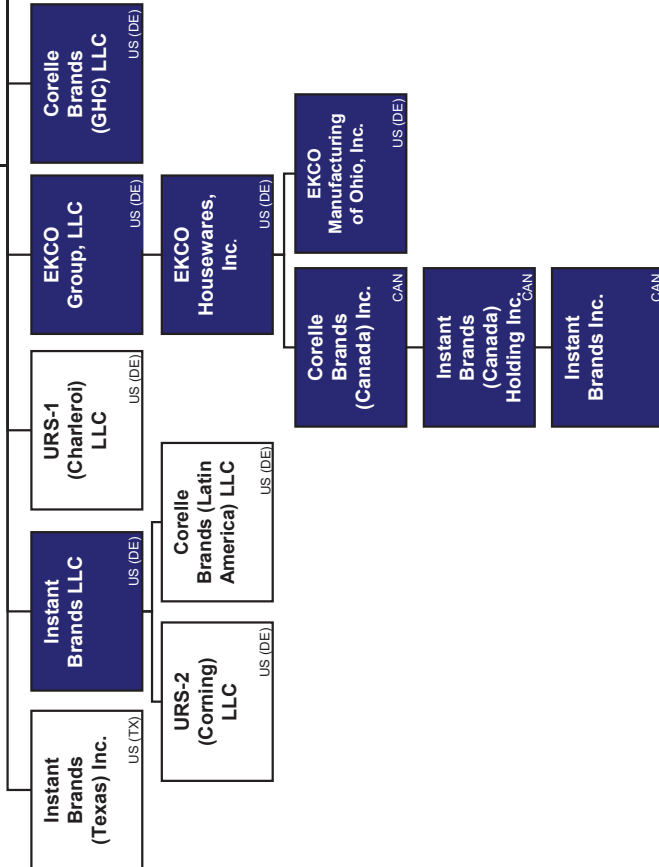 Instant
Brands
(Texas) Inc.
US (TX)
Instant
Brands LLC
US (DE)
URS-1
(Charleroi)
LLC
US (DE)
EKCO
Group, LLC
US (DE)
Corelle
Brands
(GHC) LLC
US (DE)
URS-2
(Corning)
LLC
US (DE)
Corelle
Brands (Latin
America) LLC
US (DE)
EKCO
Housewares,
Inc.
US (DE)
Corelle
Brands
(Canada) Inc.
CAN
EKCO
Manufacturing
of Ohio, Inc.
US (DE)
Instant
Brands
(Canada)
Holding Inc.
CAN
Instant
Brands Inc.
CAN